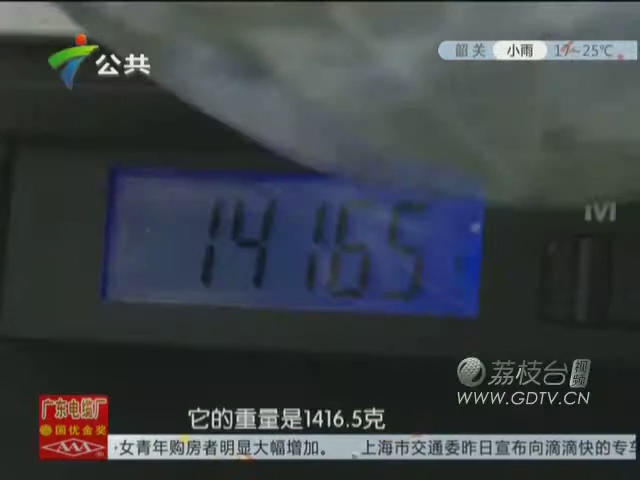 公共
韶关 小雨 17~25℃
14165
M
荔枝台 视频
WWW.GDTV.CN
广东电缆厂
国优金奖
AAA
它的重量是1416.5克
女青年购房者明显大幅增加。 上海市交通委昨日宣布向滴滴快的专车